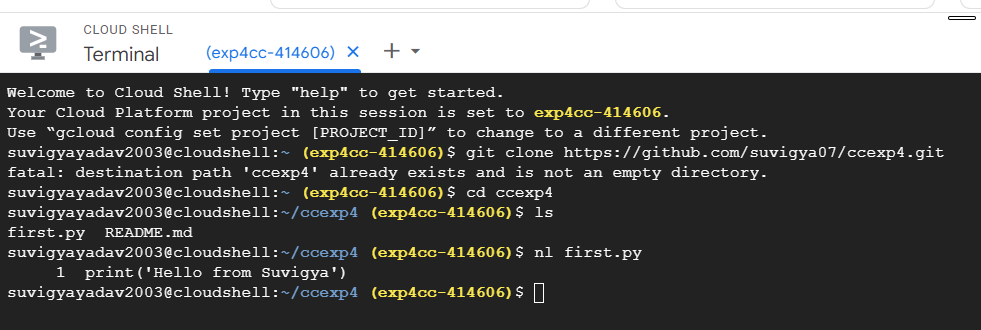 CLOUD SHELL
Terminal
(exp4cc-414606)
Welcome to Cloud Shell! Type "help" to get started.
Your Cloud Platform project in this session is set to exp4cc-414606.
Use “gcloud config set project [PROJECT_ID]” to change to a different project.
suvigyayadav2003@cloudshell:~ (exp4cc-414606)$ git clone https://github.com/suvigya07/ccexp4.git
fatal: destination path 'ccexp4' already exists and is not an empty directory.
suvigyayadav2003@cloudshell:~ (exp4cc-414606)$ cd ccexp4
suvigyayadav2003@cloudshell:~/ccexp4 (exp4cc-414606)$ ls
first.py  README.md
suvigyayadav2003@cloudshell:~/ccexp4 (exp4cc-414606)$ nl first.py
     1  print('Hello from Suvigya')
suvigyayadav2003@cloudshell:~/ccexp4 (exp4cc-414606)$